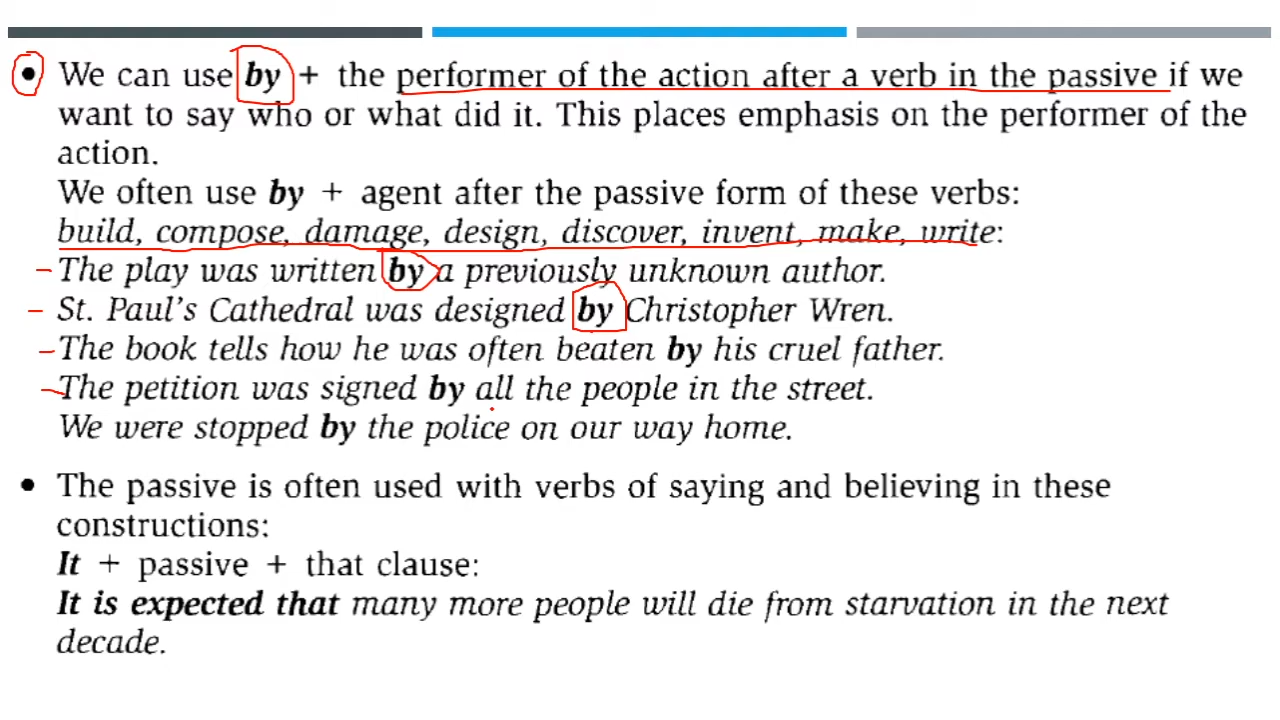 • We can use by + the performer of the action after a verb in the passive if we
want to say who or what did it. This places emphasis on the performer of the
action.
We often use by + agent after the passive form of these verbs:
build, compose, damage, design, discover, invent, make, write:
The play was written by a previously unknown author.
St. Paul's Cathedral was designed by Christopher Wren.
The book tells how he was often beaten by his cruel father.
The petition was signed by all the people in the street.
We were stopped by the police on our way home.
• The passive is often used with verbs of saying and believing in these
constructions:
It + passive + that clause:
It is expected that many more people will die from starvation in the next
decade.